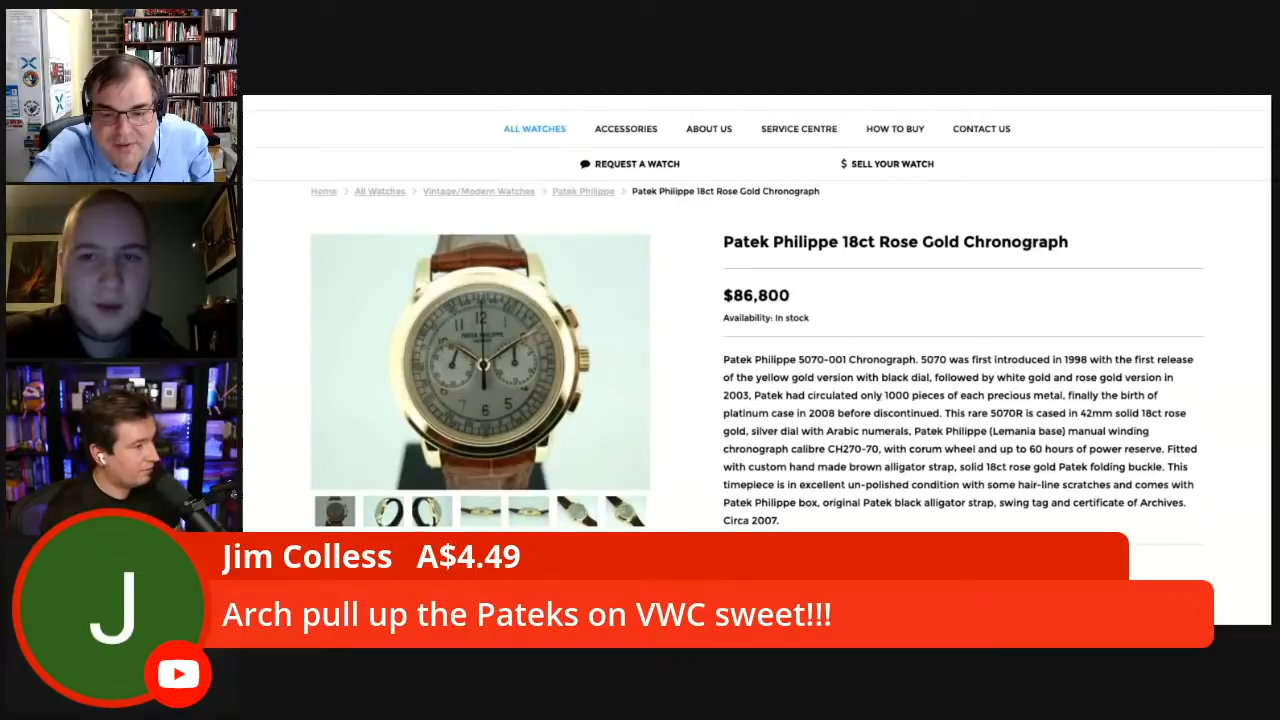 ALL WATCHES ACCESSORIES ABOUT US SERVICE CENTRE HOW TO BUY CONTACT US
REQUEST A WATCH $ SELL YOUR WATCH
Home > All Watches > Vintage/Modern Watches > Patek Philippe > Patek Philippe 18ct Rose Gold Chronograph
Patek Philippe 18ct Rose Gold Chronograph
$86,800
Availability: In stock
Patek Philippe 5070-001 Chronograph. 5070 was first introduced in 1998 with the first release
of the yellow gold version with black dial, followed by white gold and rose gold version in
2003, Patek had circulated only 1000 pieces of each precious metal, finally the birth of
platinum case in 2008 before discontinued. This rare 5070R is cased in 42mm solid 18ct rose
gold, silver dial with Arabic numerals, Patek Philippe (Lemania base) manual winding
chronograph calibre CH270-70, with corum wheel and up to 60 hours of power reserve. Fitted
with custom hand made brown alligator strap, solid 18ct rose gold Patek folding buckle. This
timepiece is in excellent un-polished condition with some hair-line scratches and comes with
Patek Philippe box, original Patek black alligator strap, swing tag and certificate of Archives.
Circa 2007.
11 12 1
PATEK PHILIPPE
7 6 5
J
Jim Colless A$4.49
Arch pull up the Pateks on VWC sweet!!!